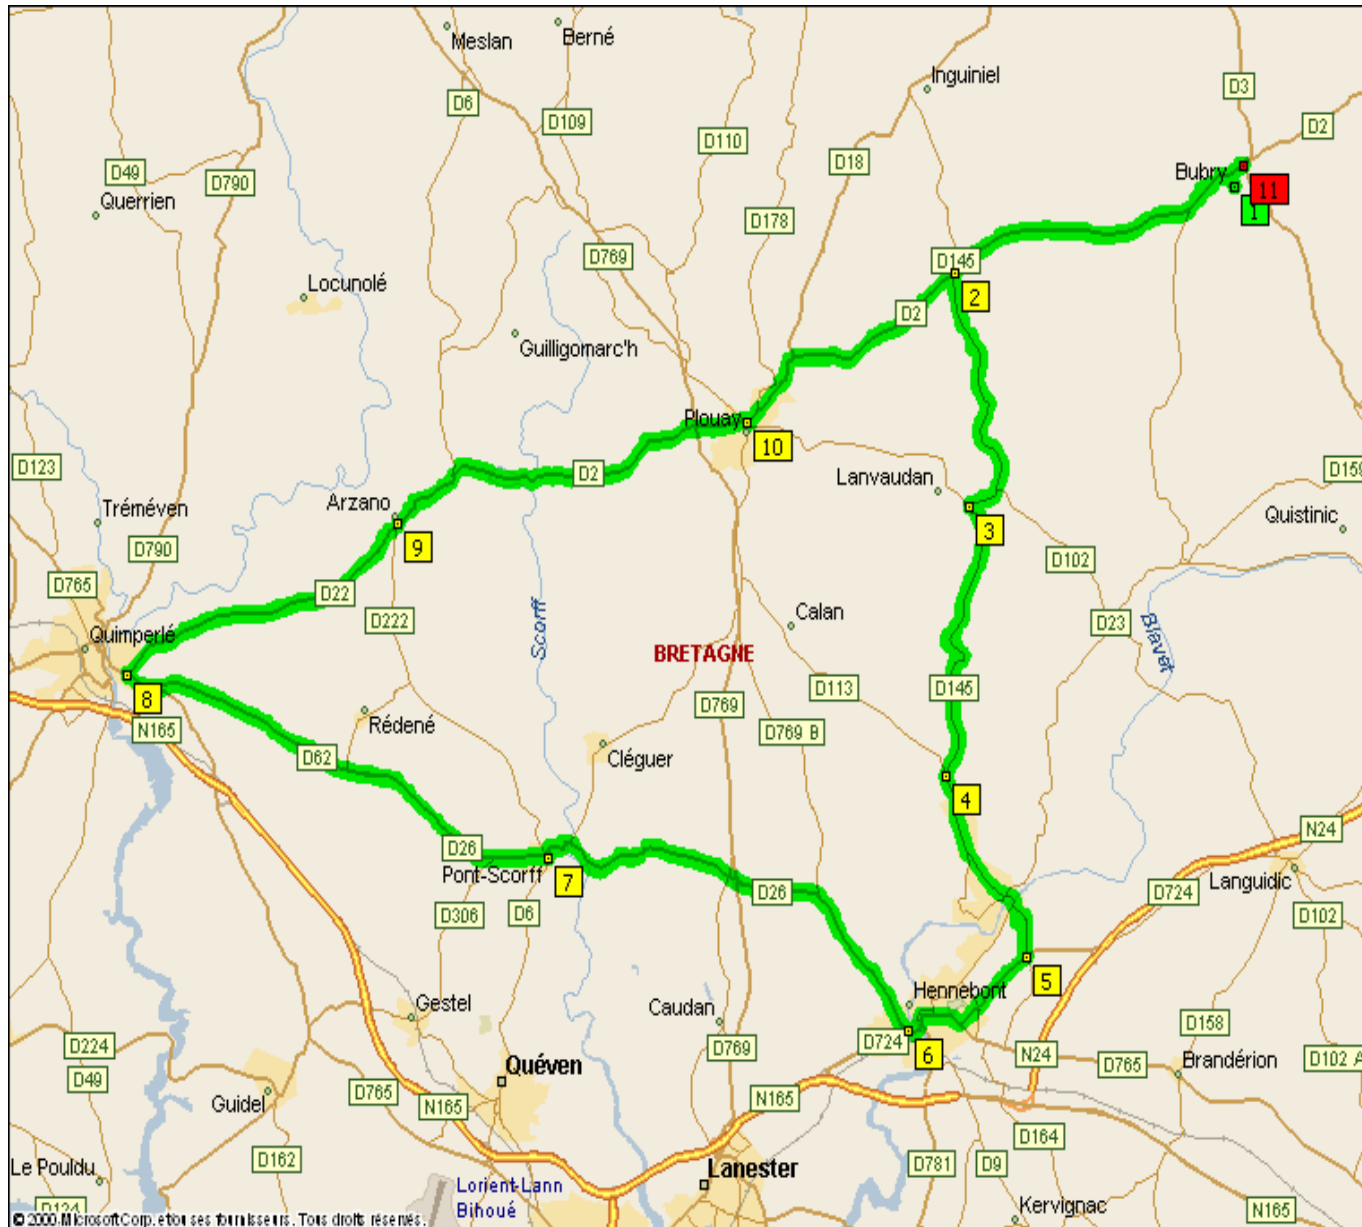 Meslan
Berné
Inguiniel
D3
D2
D6
D109
D110
D18
D49
D790
Bubry
11
1
Querrien
D178
D769
D145
Locunolé
2
D2
Guilligomarc'h
Plouay
10
D123
D2
D159
Arzano
Lanvaudan
Tréméven
3
Quistinic
9
D790
D765
D22
D102
D222
Scorff
Calan
D23
Blavet
Quimperlé
BRETAGNE
8
D113
D145
Rédené
D769
N165
D769 B
D62
Cléguer
4
N24
D26
Pont-Scorff
7
D26
D724
Languidic
D306
D6
D102
5
Hennebont
Gestel
Caudan
D158
D724
6
D224
D769
N24
D765
Brandérion
D102 A
D49
Quéven
Guidel
D765
N165
N165
D164
D162
D781
D9
Le Pouldu
Lanester
Lorient-Lann
Bihoué
D124
Kervignac
N165
© 2000 Microsoft Corp. et/ou ses fournisseurs. Tous droits réservés.